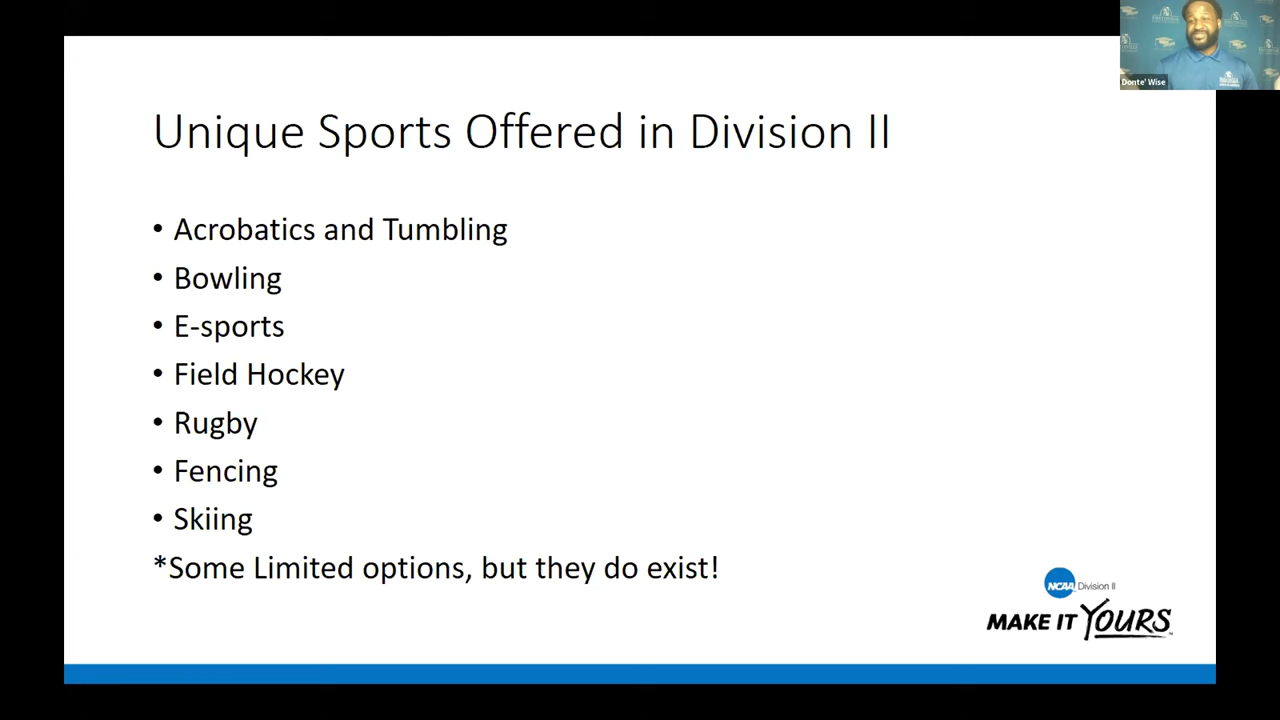 Unique Sports Offered in Division II
• Acrobatics and Tumbling
• Bowling
• E-sports
• Field Hockey
• Rugby
• Fencing
• Skiing
*Some Limited options, but they do exist!
NCAA Division II
MAKE IT YOURS™
Donte' Wise